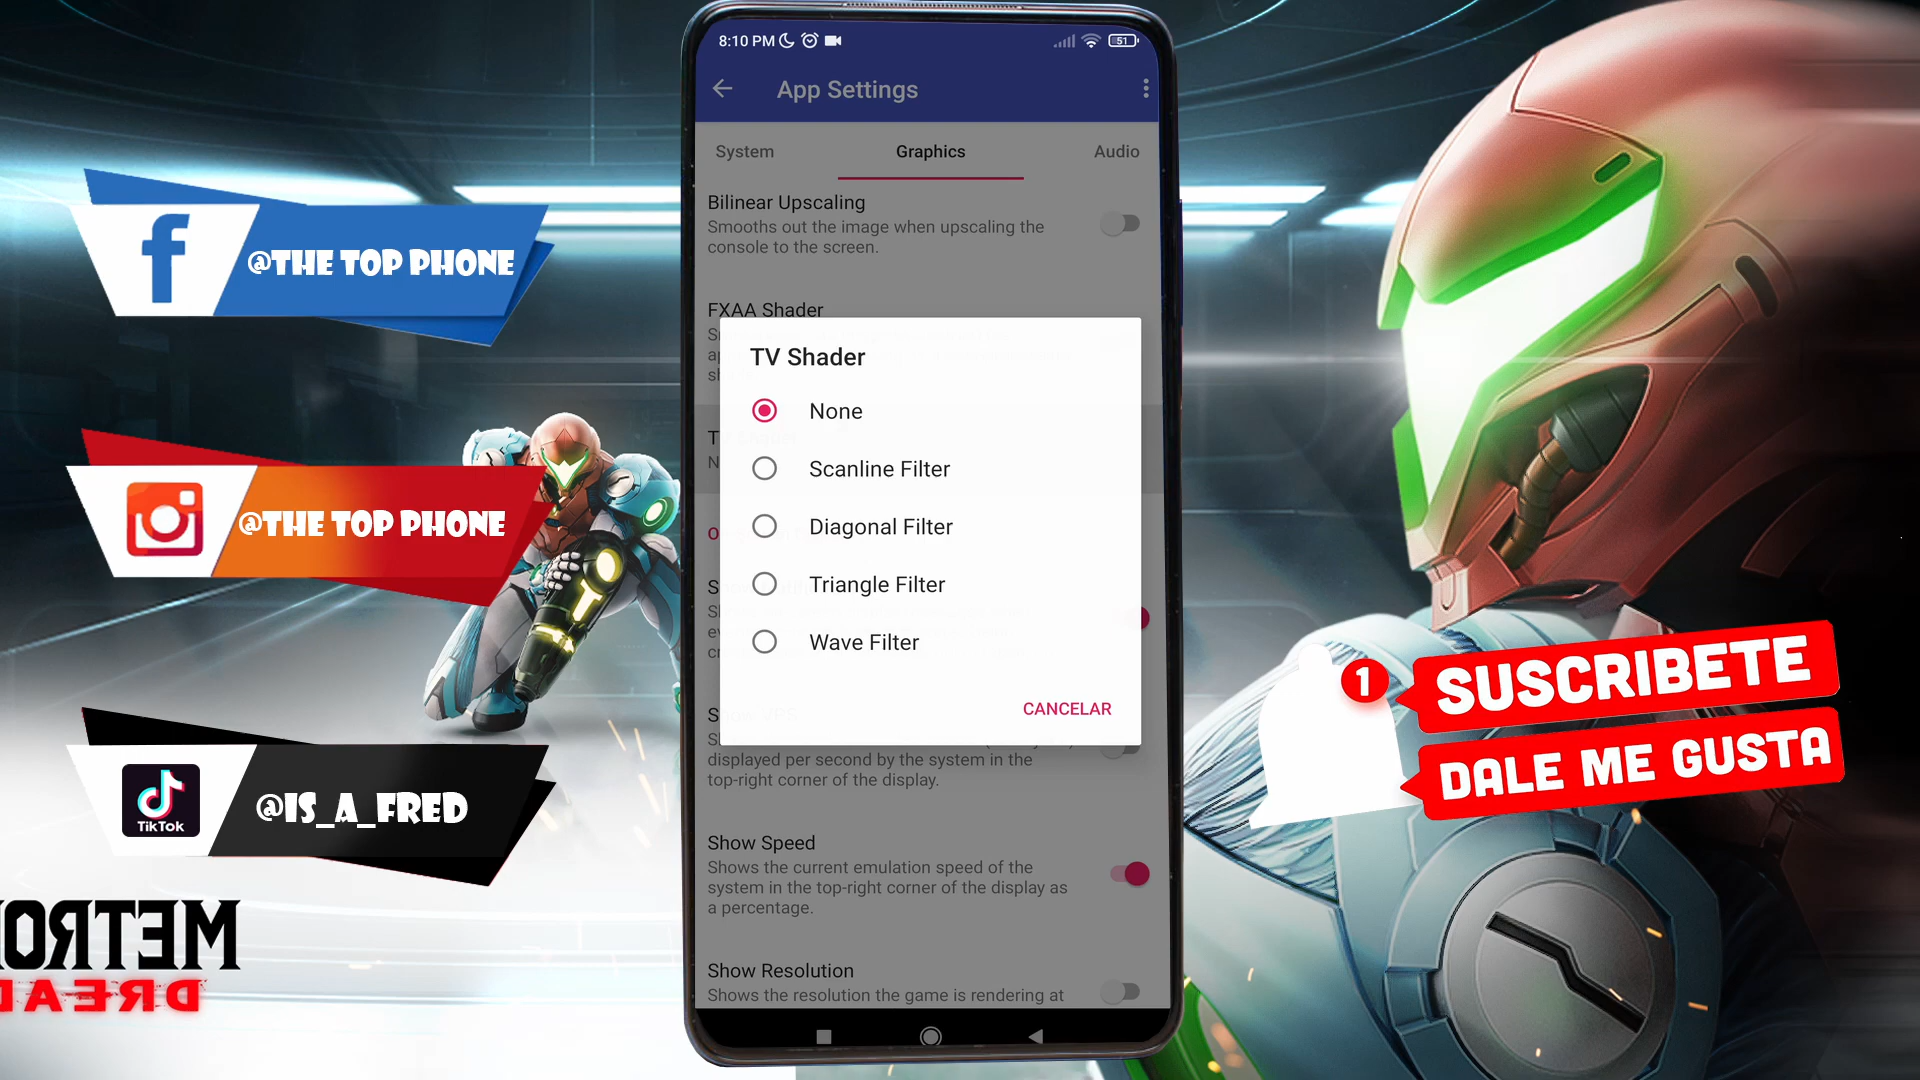 @THE TOP PHONE
@THE TOP PHONE
TikTok
@IS_A_FRED
METRO
DREAD
8:10 PM
51
App Settings
System
Graphics
Audio
Bilinear Upscaling
Smooths out the image when upscaling the
console to the screen.
FXAA Shader
TV Shader
None
Scanline Filter
Diagonal Filter
Triangle Filter
Wave Filter
CANCELAR
displayed per second by the system in the
top-right corner of the display.
Show Speed
Shows the current emulation speed of the
system in the top-right corner of the display as
a percentage.
Show Resolution
Shows the resolution the game is rendering at
1
SUSCRIBETE
DALE ME GUSTA